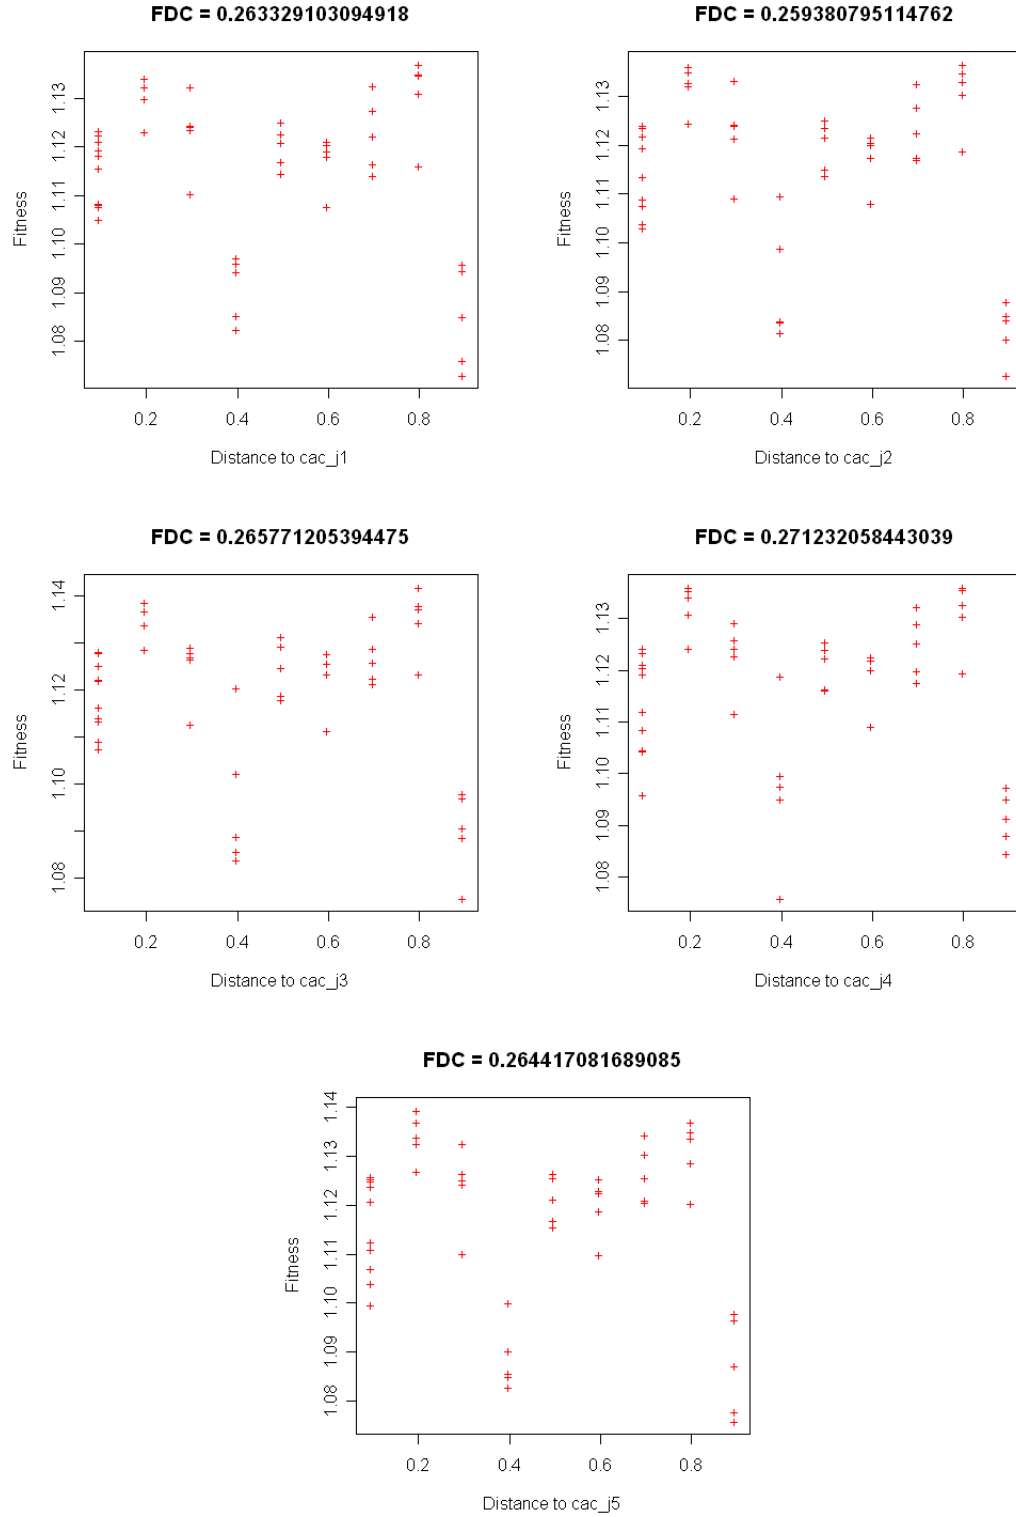 FDC = 0.263329103094918
Fitness
1.13
1.12
1.11
1.10
1.09
1.08
0.2 0.4 0.6 0.8
Distance to cac_j1
FDC = 0.259380795114762
Fitness
1.13
1.12
1.11
1.10
1.09
1.08
0.2 0.4 0.6 0.8
Distance to cac_j2
FDC = 0.265771205394475
Fitness
1.14
1.12
1.10
1.08
0.2 0.4 0.6 0.8
Distance to cac_j3
FDC = 0.271232058443039
Fitness
1.13
1.12
1.11
1.10
1.09
1.08
0.2 0.4 0.6 0.8
Distance to cac_j4
FDC = 0.264417081689085
Fitness
1.14
1.13
1.12
1.11
1.10
1.09
1.08
0.2 0.4 0.6 0.8
Distance to cac_j5